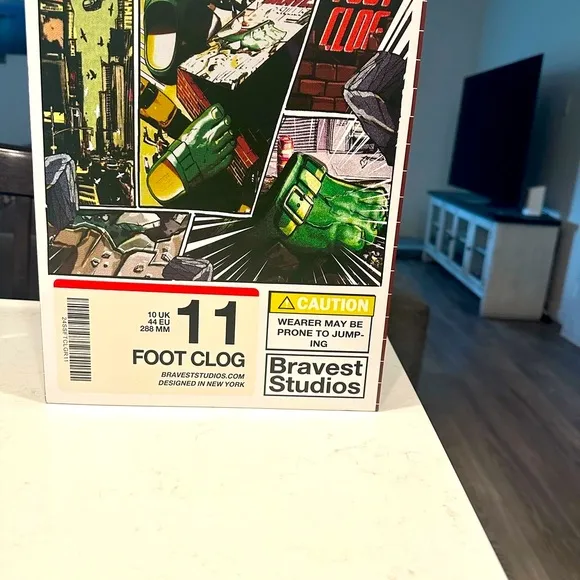 CLOG
10 UK
44 EU
288 MM
11
FOOT CLOG
BRAVESTSTUDIOS.COM
DESIGNED IN NEW YORK
24SSFTCLGR11
CAUTION
WEARER MAY BE
PRONE TO JUMP-
ING
Bravest
Studios